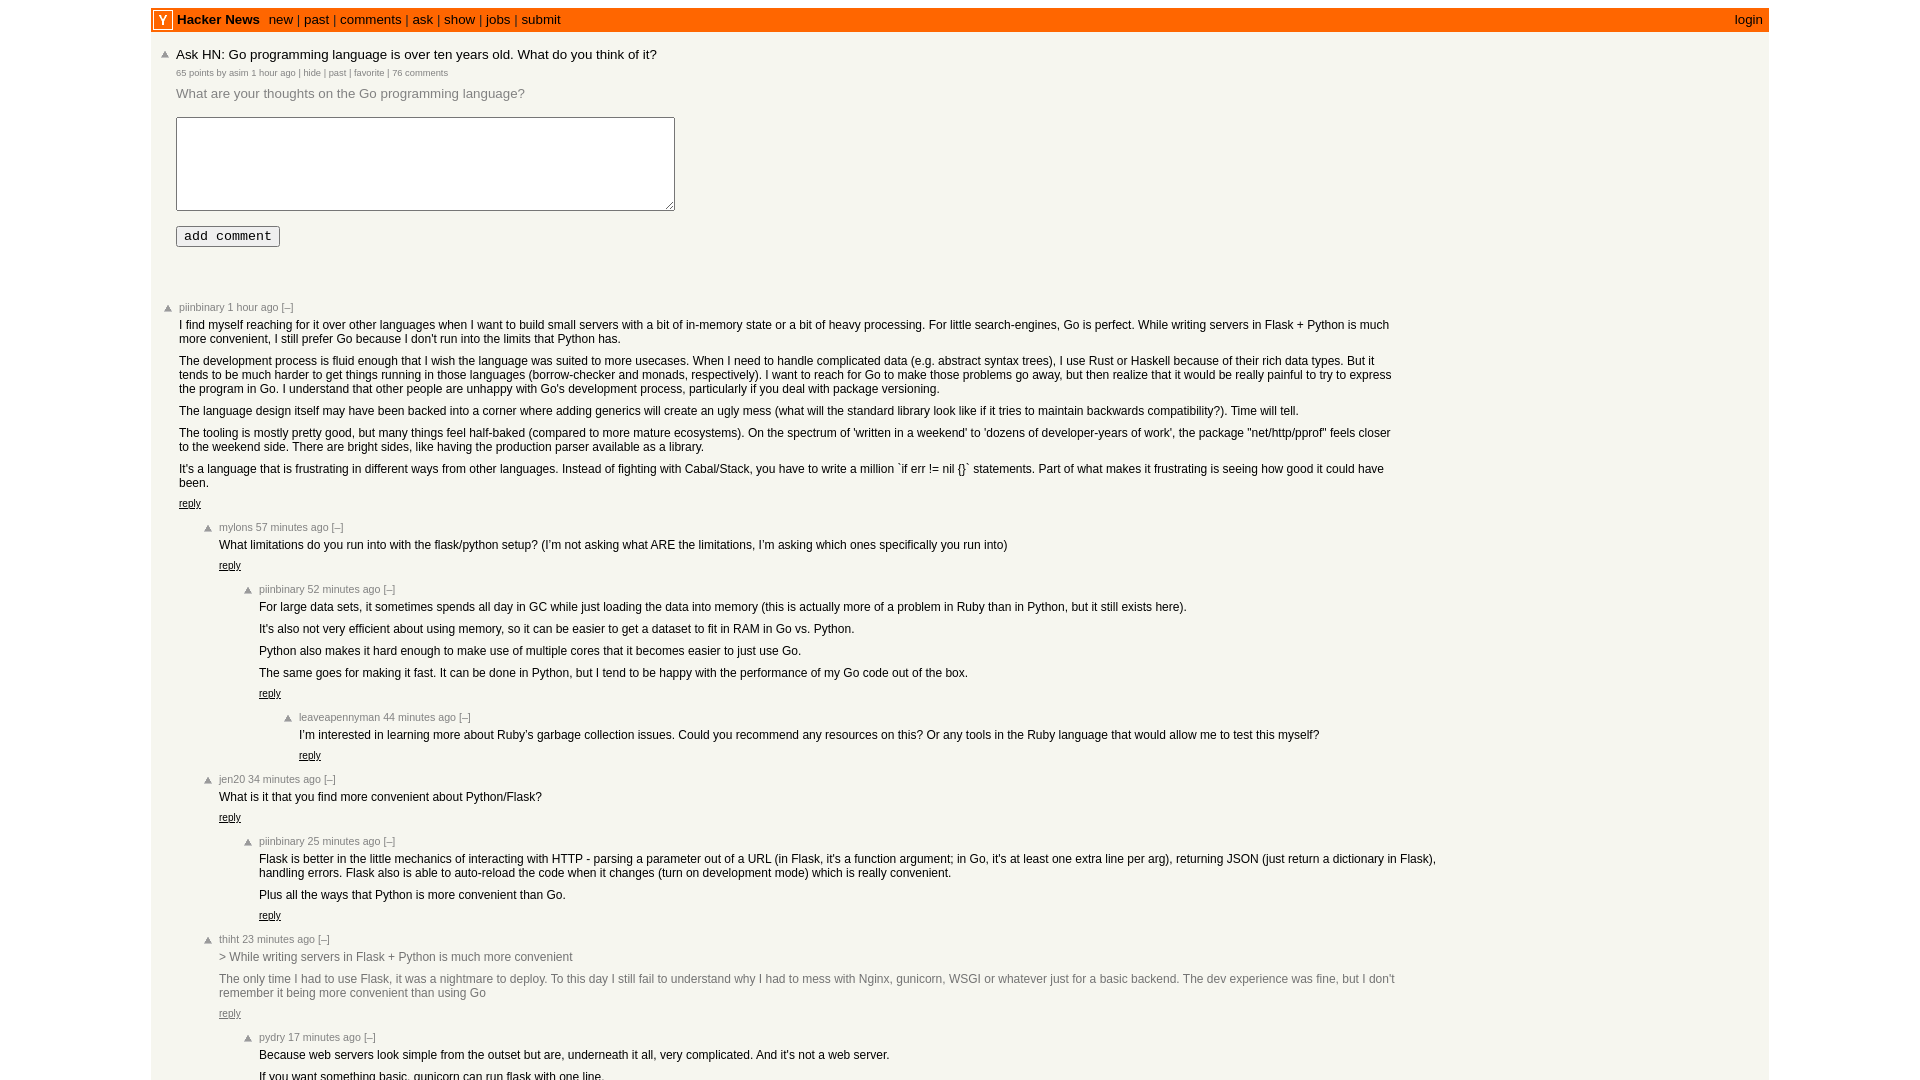 Y Hacker News new | past | comments | ask | show | jobs | submit login
Ask HN: Go programming language is over ten years old. What do you think of it?
65 points by asim 1 hour ago | hide | past | favorite | 76 comments
What are your thoughts on the Go programming language?
add comment
piinbinary 1 hour ago [–]
I find myself reaching for it over other languages when I want to build small servers with a bit of in-memory state or a bit of heavy processing. For little search-engines, Go is perfect. While writing servers in Flask + Python is much
more convenient, I still prefer Go because I don't run into the limits that Python has.
The development process is fluid enough that I wish the language was suited to more usecases. When I need to handle complicated data (e.g. abstract syntax trees), I use Rust or Haskell because of their rich data types. But it
tends to be much harder to get things running in those languages (borrow-checker and monads, respectively). I want to reach for Go to make those problems go away, but then realize that it would be really painful to try to express
the program in Go. I understand that other people are unhappy with Go's development process, particularly if you deal with package versioning.
The language design itself may have been backed into a corner where adding generics will create an ugly mess (what will the standard library look like if it tries to maintain backwards compatibility?). Time will tell.
The tooling is mostly pretty good, but many things feel half-baked (compared to more mature ecosystems). On the spectrum of 'written in a weekend' to 'dozens of developer-years of work', the package "net/http/pprof" feels closer
to the weekend side. There are bright sides, like having the production parser available as a library.
It's a language that is frustrating in different ways from other languages. Instead of fighting with Cabal/Stack, you have to write a million `if err != nil {}` statements. Part of what makes it frustrating is seeing how good it could have
been.
reply
mylons 57 minutes ago [–]
What limitations do you run into with the flask/python setup? (I’m not asking what ARE the limitations, I’m asking which ones specifically you run into)
reply
piinbinary 52 minutes ago [–]
For large data sets, it sometimes spends all day in GC while just loading the data into memory (this is actually more of a problem in Ruby than in Python, but it still exists here).
It's also not very efficient about using memory, so it can be easier to get a dataset to fit in RAM in Go vs. Python.
Python also makes it hard enough to make use of multiple cores that it becomes easier to just use Go.
The same goes for making it fast. It can be done in Python, but I tend to be happy with the performance of my Go code out of the box.
reply
leaveapennyman 44 minutes ago [–]
I’m interested in learning more about Ruby’s garbage collection issues. Could you recommend any resources on this? Or any tools in the Ruby language that would allow me to test this myself?
reply
jen20 34 minutes ago [–]
What is it that you find more convenient about Python/Flask?
reply
piinbinary 25 minutes ago [–]
Flask is better in the little mechanics of interacting with HTTP - parsing a parameter out of a URL (in Flask, it's a function argument; in Go, it's at least one extra line per arg), returning JSON (just return a dictionary in Flask),
handling errors. Flask also is able to auto-reload the code when it changes (turn on development mode) which is really convenient.
Plus all the ways that Python is more convenient than Go.
reply
thiht 23 minutes ago [–]
> While writing servers in Flask + Python is much more convenient
The only time I had to use Flask, it was a nightmare to deploy. To this day I still fail to understand why I had to mess with Nginx, gunicorn, WSGI or whatever just for a basic backend. The dev experience was fine, but I don't
remember it being more convenient than using Go
reply
pydry 17 minutes ago [–]
Because web servers look simple from the outset but are, underneath it all, very complicated. And it's not a web server.
If you want something basic, gunicorn can run flask with one line.